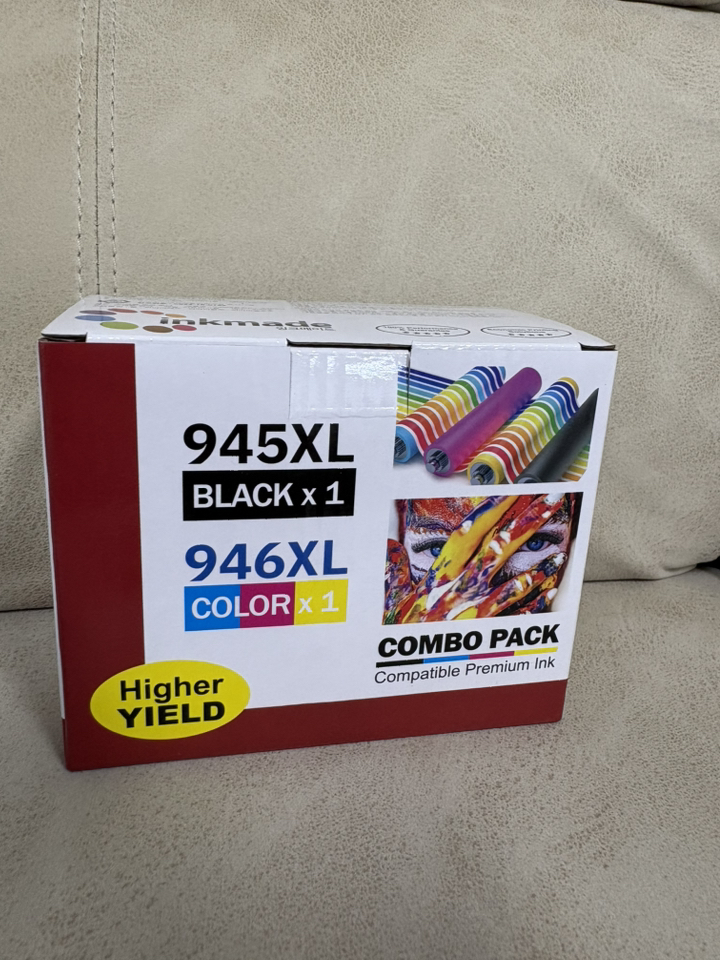 inkmade
945XL
BLACK x 1
946XL
COLOR x 1
COMBO PACK
Compatible Premium Ink
Higher
YIELD